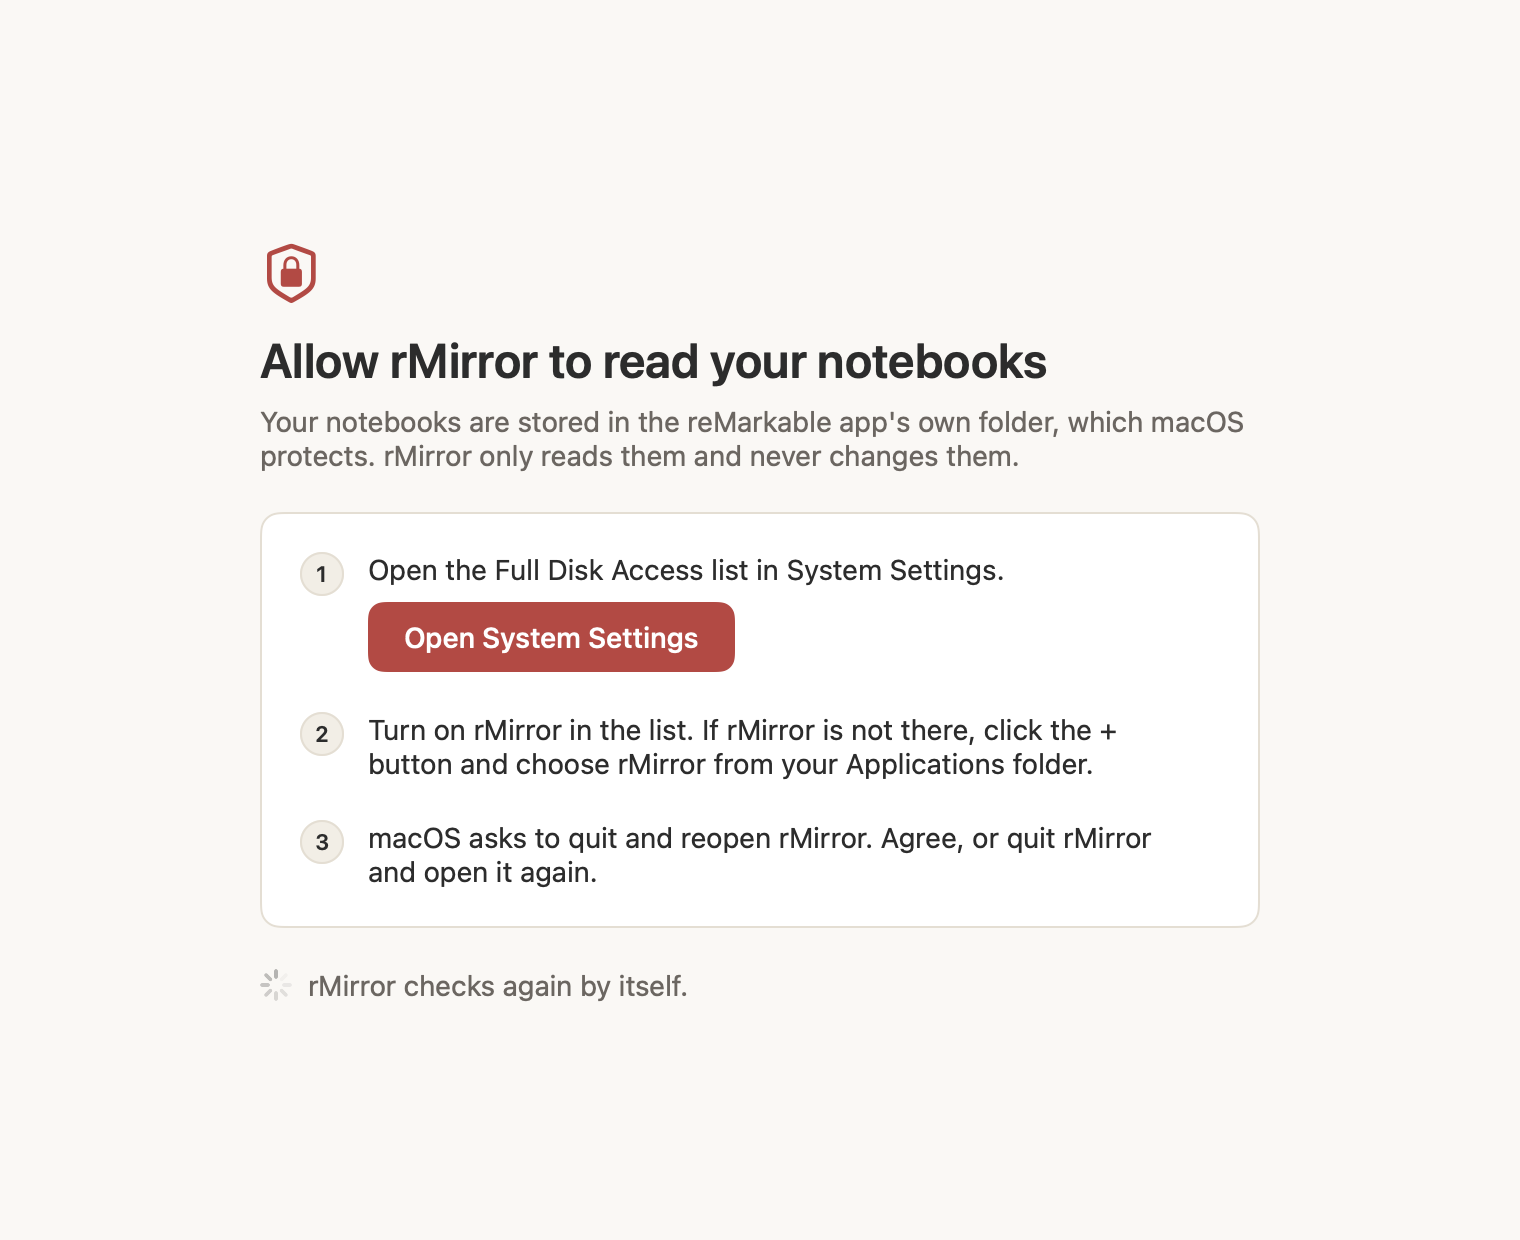 Allow rMirror to read your notebooks
Your notebooks are stored in the reMarkable app's own folder, which macOS
protects. rMirror only reads them and never changes them.
1 Open the Full Disk Access list in System Settings.
Open System Settings
2 Turn on rMirror in the list. If rMirror is not there, click the +
button and choose rMirror from your Applications folder.
3 macOS asks to quit and reopen rMirror. Agree, or quit rMirror
and open it again.
rMirror checks again by itself.